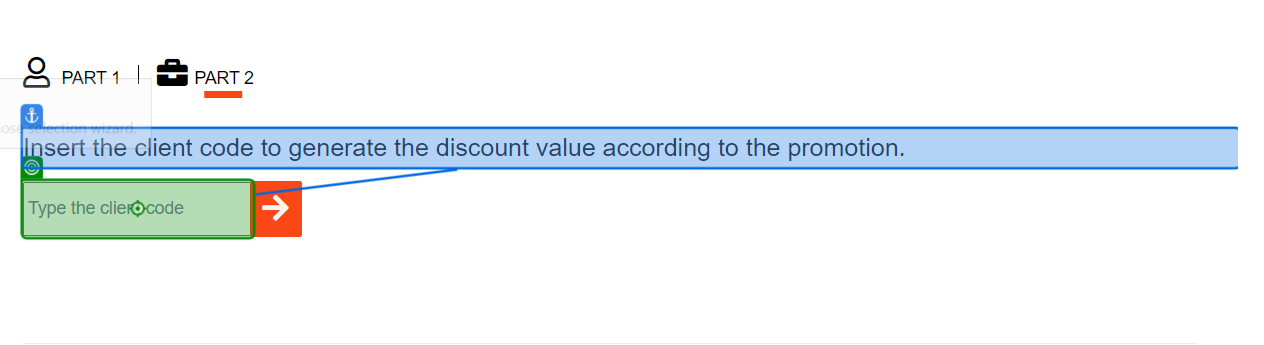 PART 1 | PART 2
lose selection wizard.
Insert the client code to generate the discount value according to the promotion.
Type the client code